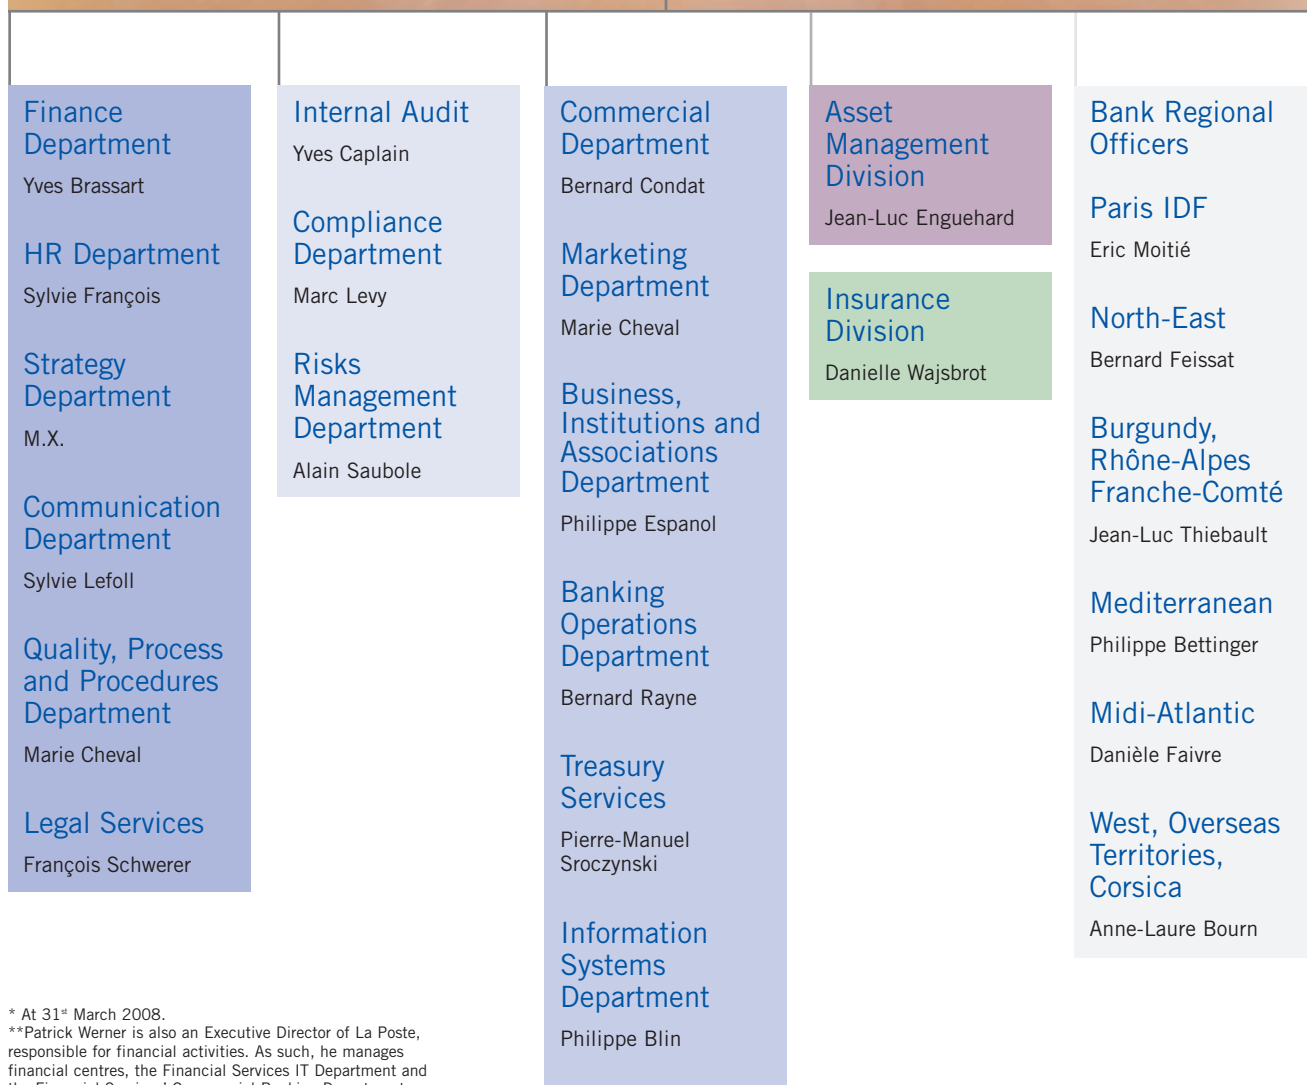 Finance
Department
Yves Brassart
HR Department
Sylvie François
Strategy
Department
M.X.
Communication
Department
Sylvie Lefoll
Quality, Process
and Procedures
Department
Marie Cheval
Legal Services
François Schwerer
Internal Audit
Yves Caplain
Compliance
Department
Marc Levy
Risks
Management
Department
Alain Saubole
Commercial
Department
Bernard Condat
Marketing
Department
Marie Cheval
Business,
Institutions and
Associations
Department
Philippe Espanol
Banking
Operations
Department
Bernard Rayne
Treasury
Services
Pierre-Manuel
Sroczynski
Information
Systems
Department
Philippe Blin
Asset
Management
Division
Jean-Luc Enguehard
Insurance
Division
Danielle Wajsbrot
Bank Regional
Officers
Paris IDF
Eric Moitié
North-East
Bernard Feissat
Burgundy,
Rhône-Alpes
Franche-Comté
Jean-Luc Thiebault
Mediterranean
Philippe Bettinger
Midi-Atlantic
Danièle Faivre
West, Overseas
Territories,
Corsica
Anne-Laure Bourn
* At 31st March 2008.
**Patrick Werner is also an Executive Director of La Poste,
responsible for financial activities. As such, he manages
financial centres, the Financial Services IT Department and
the Financial Services' Commercial Banking Department